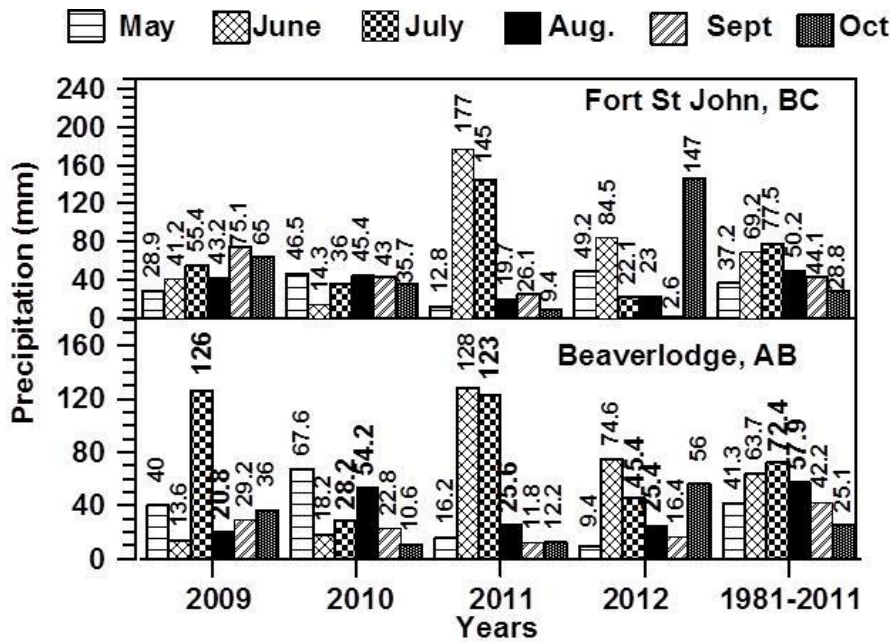 May June July Aug. Sept Oct
Precipitation (mm)
Fort St John, BC
240
200
160
120
80
40
0
28.9 41.2 55.4 43.2 75.1 65
46.5 14.3 36 45.4 43 35.7
12.8 177 145 19.7 26.1 9.4
49.2 84.5 22.1 23 2.6 147
37.2 69.2 77.5 50.2 44.1 28.8
Beaverlodge, AB
160
120
80
40
0
40 13.6 126 20.8 29.2 36
67.6 18.2 28.2 54.2 22.8 10.6
16.2 128 123 25.6 11.8 12.2
9.4 74.6 45.4 25.4 16.4 56
41.3 63.7 72.4 57.9 42.2 25.1
2009 2010 2011 2012 1981-2011
Years